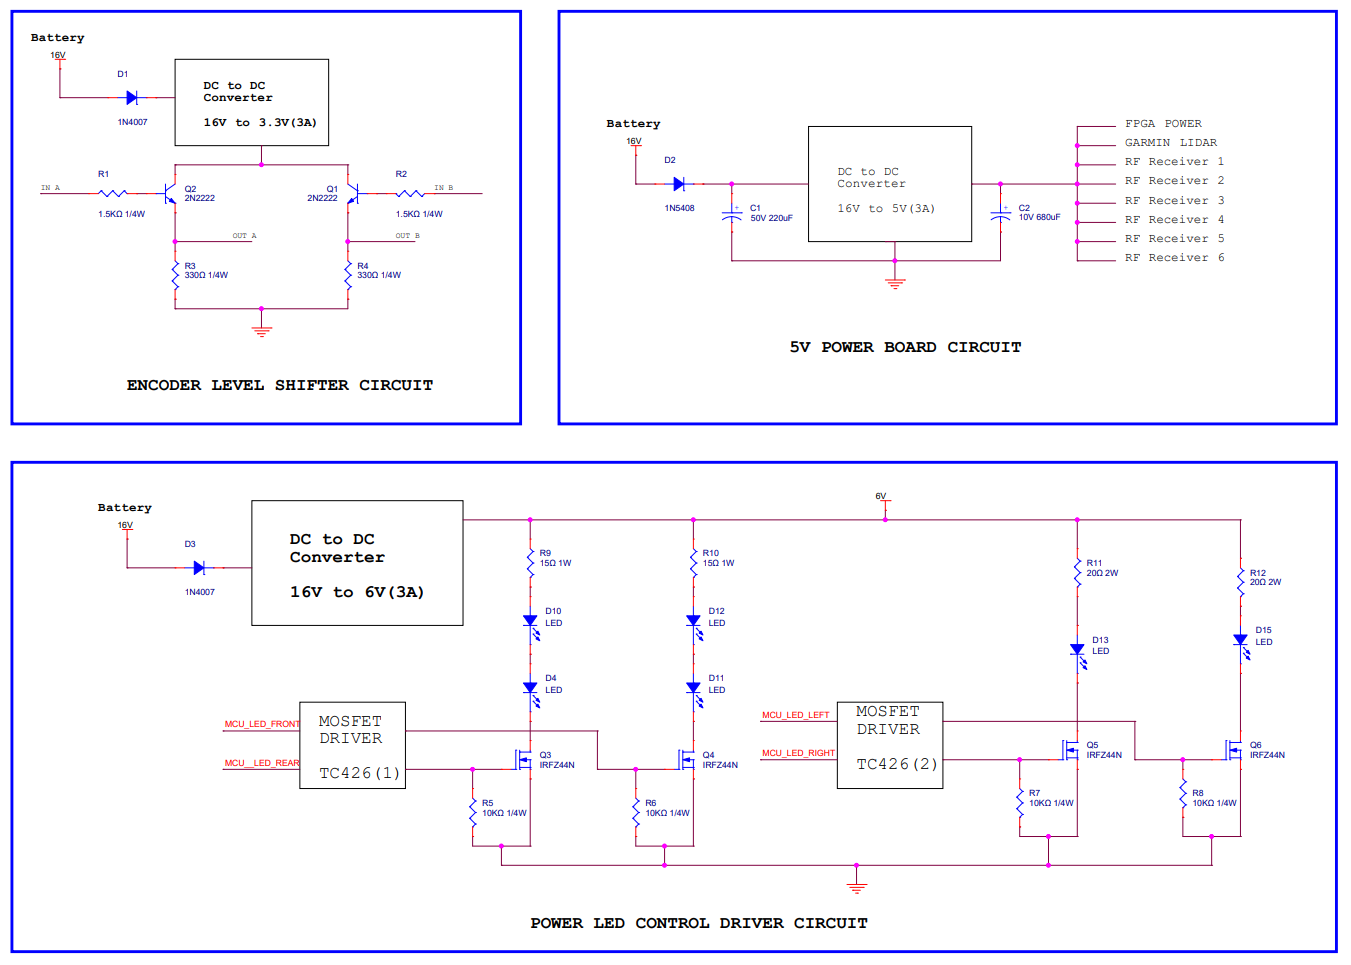 Battery
16V
D1
1N4007
DC to DC
Converter
16V to 3.3V(3A)
IN A
R1
1.5KΩ 1/4W
Q2
2N2222
Q1
2N2222
R2
1.5KΩ 1/4W
IN B
OUT A
OUT B
R3
330Ω 1/4W
R4
330Ω 1/4W
ENCODER LEVEL SHIFTER CIRCUIT
Battery
16V
D2
1N5408
C1
50V 220uF
DC to DC
Converter
16V to 5V(3A)
C2
10V 680uF
FPGA POWER
GARMIN LIDAR
RF Receiver 1
RF Receiver 2
RF Receiver 3
RF Receiver 4
RF Receiver 5
RF Receiver 6
5V POWER BOARD CIRCUIT
Battery
16V
D3
1N4007
DC to DC
Converter
16V to 6V(3A)
6V
R9
15Ω 1W
R10
15Ω 1W
R11
20Ω 2W
R12
20Ω 2W
D10
LED
D12
LED
D13
LED
D15
LED
D4
LED
D11
LED
MCU_LED_FRONT
MCU__LED_REAR
MOSFET
DRIVER
TC426(1)
Q3
IRFZ44N
Q4
IRFZ44N
MCU_LED_LEFT
MCU_LED_RIGHT
MOSFET
DRIVER
TC426(2)
Q5
IRFZ44N
Q6
IRFZ44N
R5
10KΩ 1/4W
R6
10KΩ 1/4W
R7
10KΩ 1/4W
R8
10KΩ 1/4W
POWER LED CONTROL DRIVER CIRCUIT